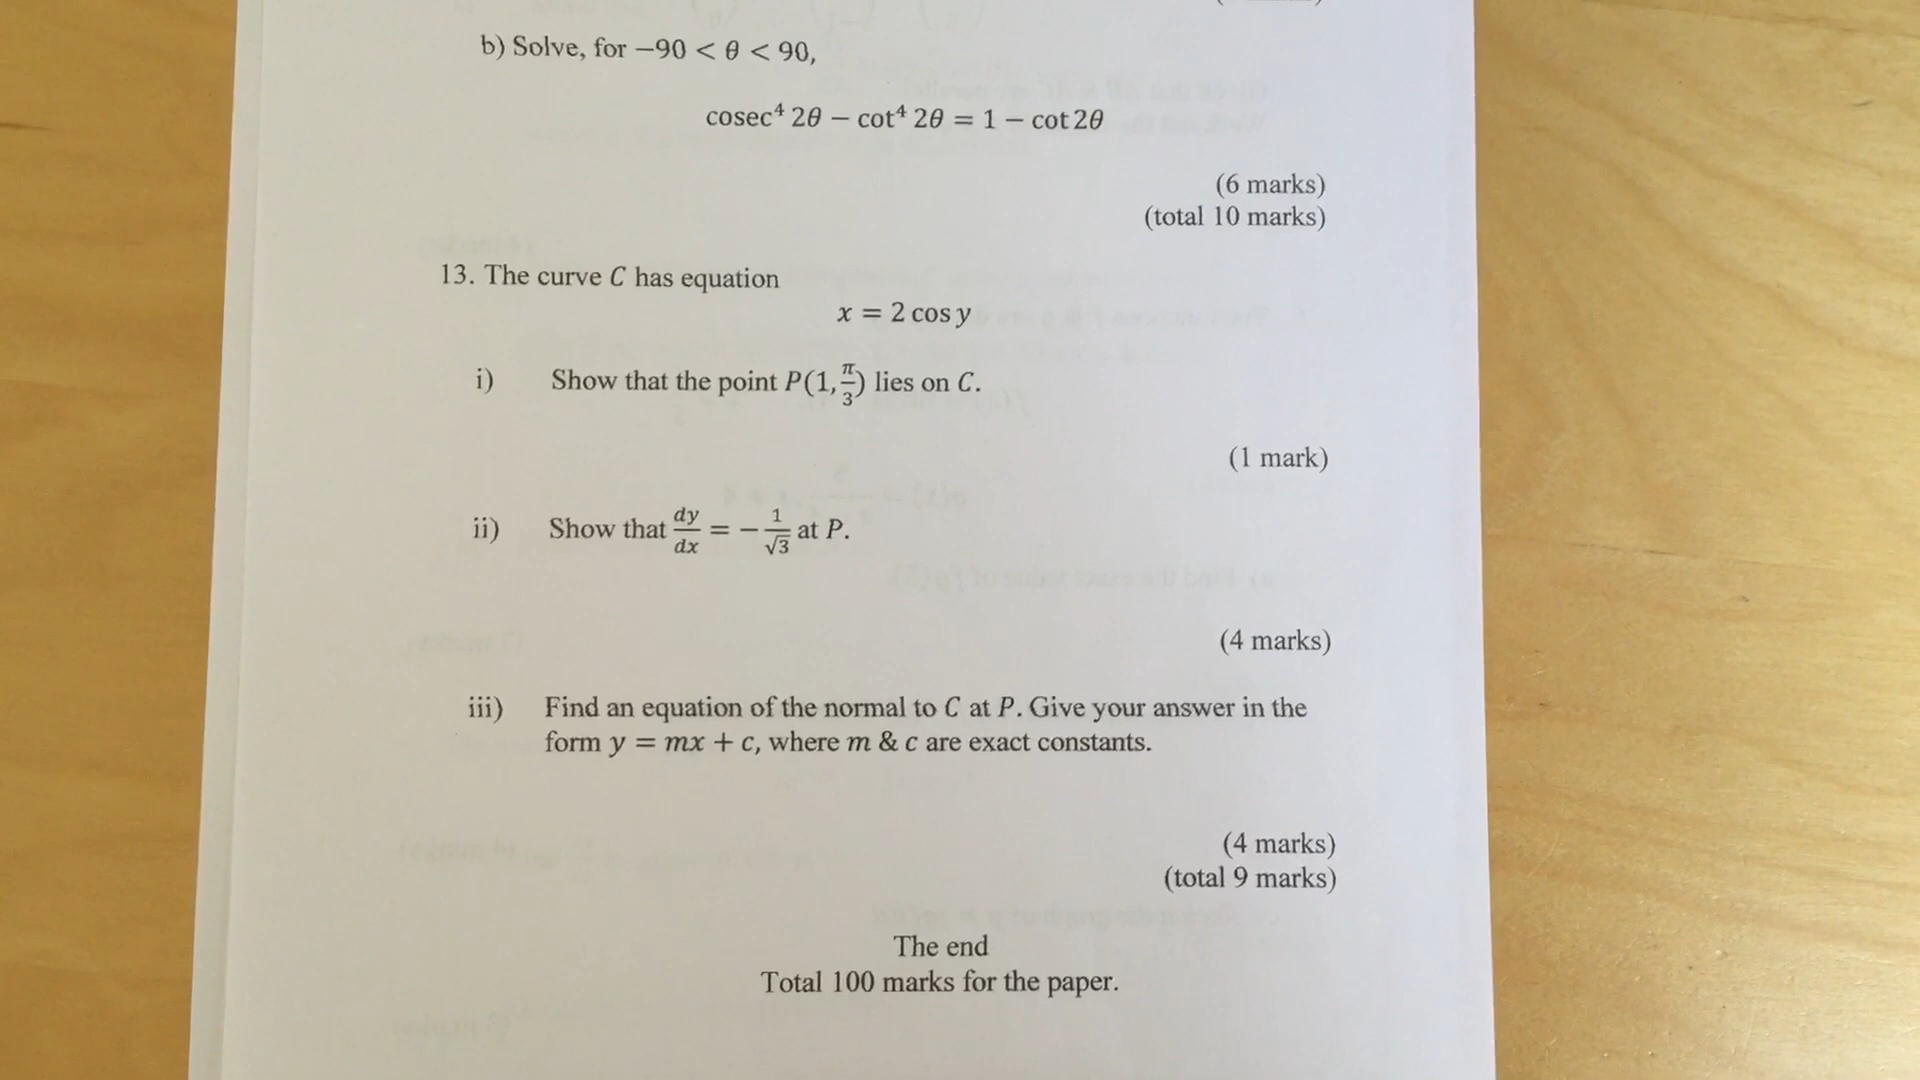 b) Solve, for −90 < θ < 90,
cosec⁴ 2θ − cot⁴ 2θ = 1 − cot 2θ
(6 marks)
(total 10 marks)
13. The curve C has equation
x = 2 cos y
i) Show that the point P(1, π/3) lies on C.
(1 mark)
ii) Show that dy/dx = − 1/√3 at P.
(4 marks)
iii) Find an equation of the normal to C at P. Give your answer in the
form y = mx + c, where m & c are exact constants.
(4 marks)
(total 9 marks)
The end
Total 100 marks for the paper.